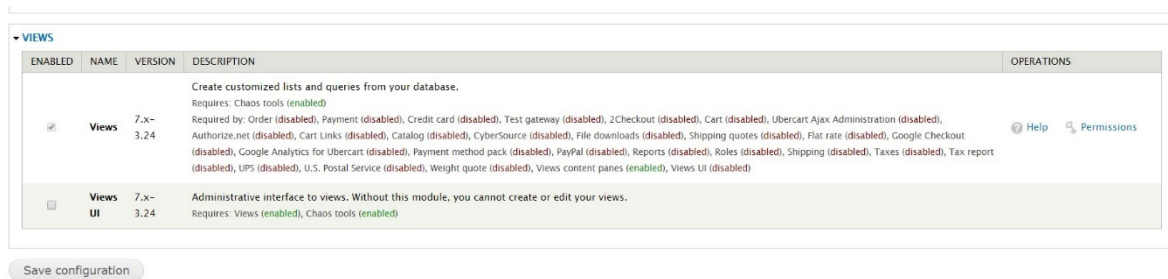 VIEWS
ENABLED NAME VERSION DESCRIPTION OPERATIONS
Create customized lists and queries from your database.
Requires: Chaos tools (enabled)
Views 7.x-3.24 Required by: Order (disabled), Payment (disabled), Credit card (disabled), Test gateway (disabled), 2Checkout (disabled), Cart (disabled), Ubercart Ajax Administration (disabled),
Authorize.net (disabled), Cart Links (disabled), Catalog (disabled), CyberSource (disabled), File downloads (disabled), Shipping quotes (disabled), Flat rate (disabled), Google Checkout
(disabled), Google Analytics for Ubercart (disabled), Payment method pack (disabled), PayPal (disabled), Reports (disabled), Roles (disabled), Shipping (disabled), Taxes (disabled), Tax report
(disabled), UPS (disabled), U.S. Postal Service (disabled), Weight quote (disabled), Views content panes (enabled), Views UI (disabled)
Help Permissions
Views UI 7.x-3.24 Administrative interface to views. Without this module, you cannot create or edit your views.
Requires: Views (enabled), Chaos tools (enabled)
Save configuration